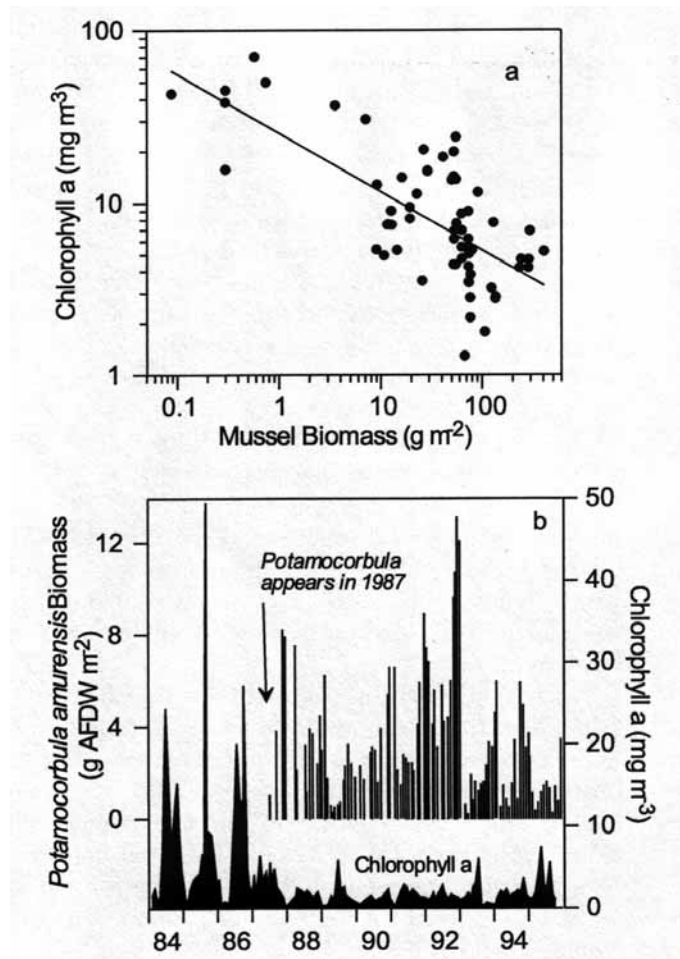 100
a
10
1
Chlorophyll a (mg m³)
0.1 1 10 100
Mussel Biomass (g m⁻²)
b
50
12
Potamocorbula
appears in 1987
40
8
30
4
20
0
10
Chlorophyll a
0
Potamocorbula amurensis Biomass
(g AFDW m⁻²)
Chlorophyll a (mg m⁻³)
84 86 88 90 92 94